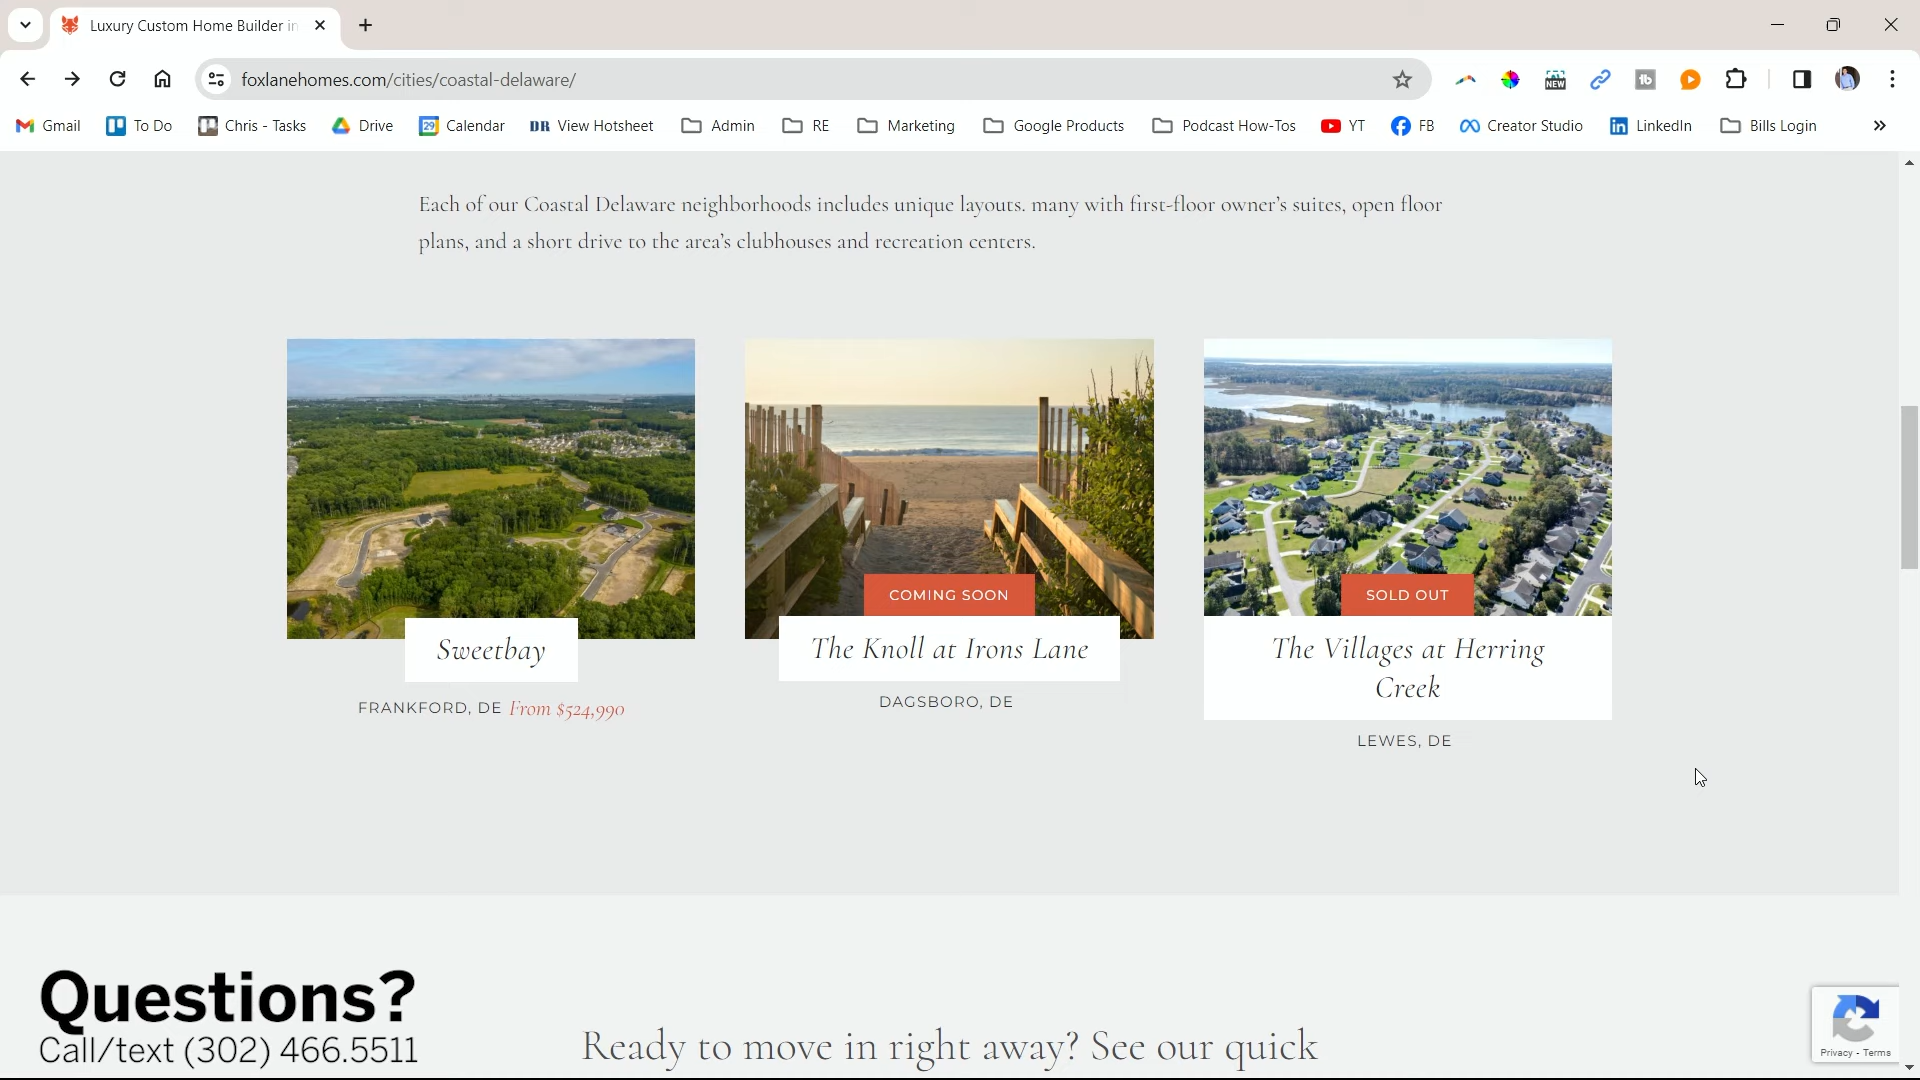 Luxury Custom Home Builder in
foxlanehomes.com/cities/coastal-delaware/
NEW
tb
Gmail
To Do
Chris - Tasks
Drive
29
Calendar
DR View Hotsheet
Admin
RE
Marketing
Google Products
Podcast How-Tos
YT
FB
Creator Studio
in LinkedIn
Bills Login
Each of our Coastal Delaware neighborhoods includes unique layouts. many with first-floor owner's suites, open floor
plans, and a short drive to the area's clubhouses and recreation centers.
COMING SOON
SOLD OUT
Sweetbay
FRANKFORD, DE From $524,990
The Knoll at Irons Lane
DAGSBORO, DE
The Villages at Herring
Creek
LEWES, DE
Questions?
Call/text (302) 466.5511
Ready to move in right away? See our quick
Privacy - Terms